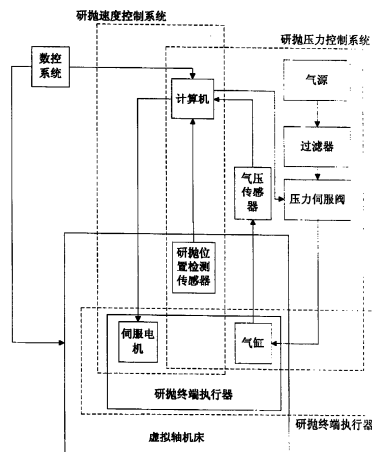 研抛速度控制系统
研抛压力控制系统
数控
系统
计算机
气源
过滤器
气压
传感
器
压力伺服阀
研抛位
置检测
传感器
伺服电
机
气缸
研抛终端执行器
研抛终端执行器
虚拟轴机床